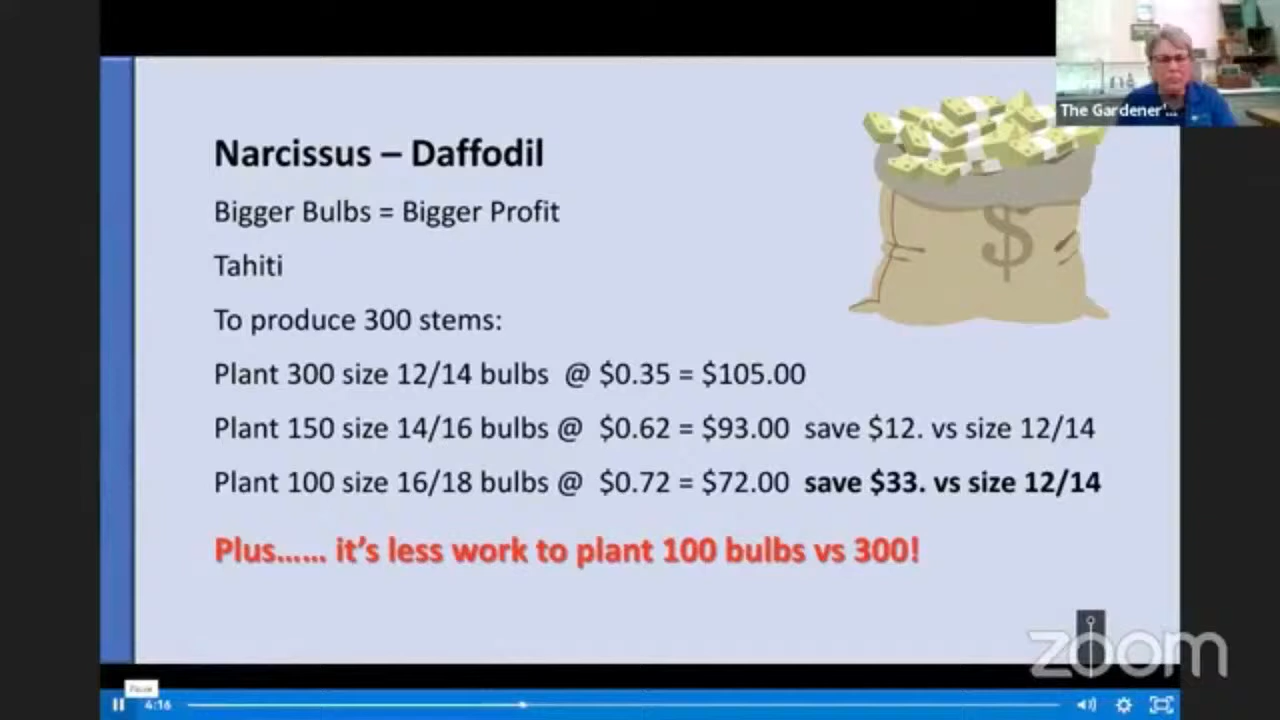 The Gardener'...
Narcissus – Daffodil
Bigger Bulbs = Bigger Profit
$
Tahiti
To produce 300 stems:
Plant 300 size 12/14 bulbs @ $0.35 = $105.00
Plant 150 size 14/16 bulbs @ $0.62 = $93.00 save $12. vs size 12/14
Plant 100 size 16/18 bulbs @ $0.72 = $72.00 save $33. vs size 12/14
Plus...... it's less work to plant 100 bulbs vs 300!
zoom
Pause
4:16